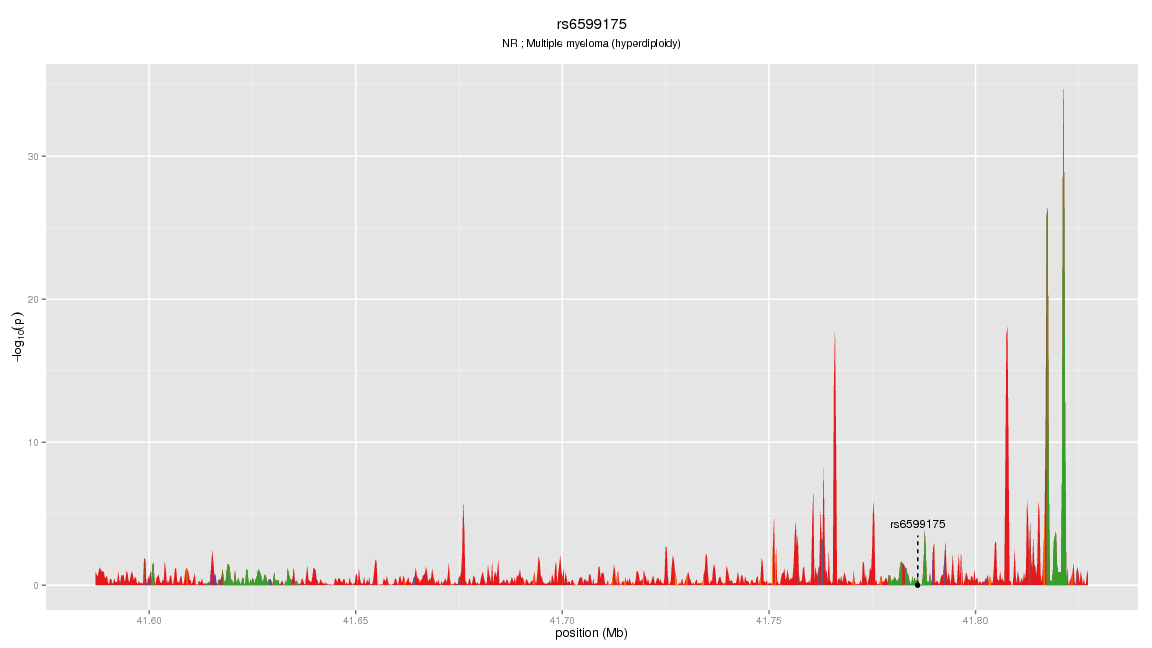 rs6599175
NR ; Multiple myeloma (hyperdiploidy)
30
20
10
0
−log10(p)
rs6599175
41.60
41.65
41.70
41.75
41.80
position (Mb)